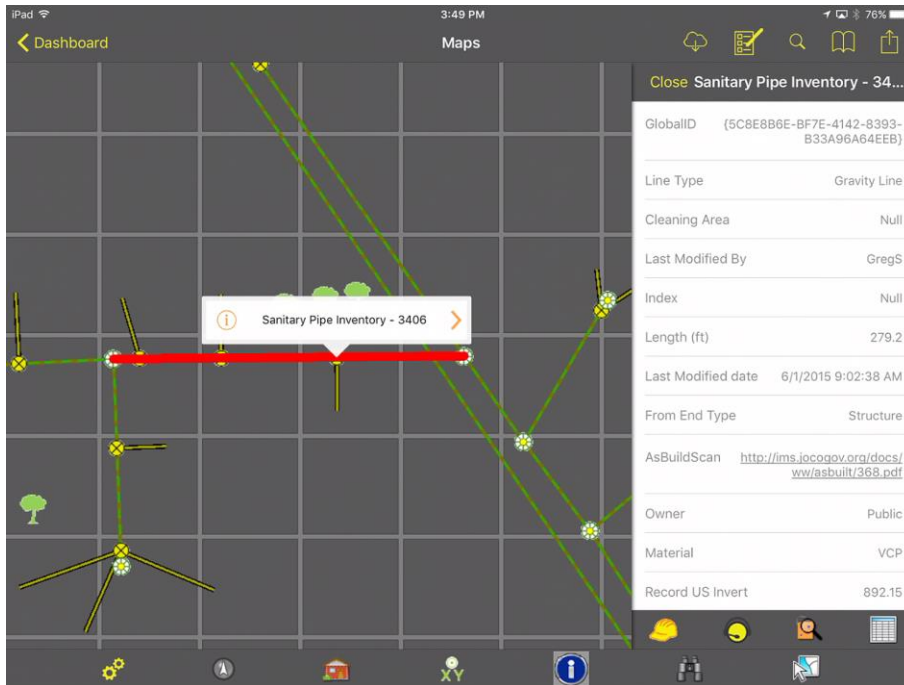 iPad 3:49 PM 76%
Dashboard Maps
Close Sanitary Pipe Inventory - 34...
GlobalID {5C8E8B6E-BF7E-4142-8393-
B33A96A64EEB}
Line Type Gravity Line
Cleaning Area Null
Last Modified By GregS
Index Null
Sanitary Pipe Inventory - 3406
Length (ft) 279.2
Last Modified date 6/1/2015 9:02:38 AM
From End Type Structure
AsBuildScan http://ims.jocogov.org/docs/
ww/asbuilt/368.pdf
Owner Public
Material VCP
Record US Invert 892.15
XY